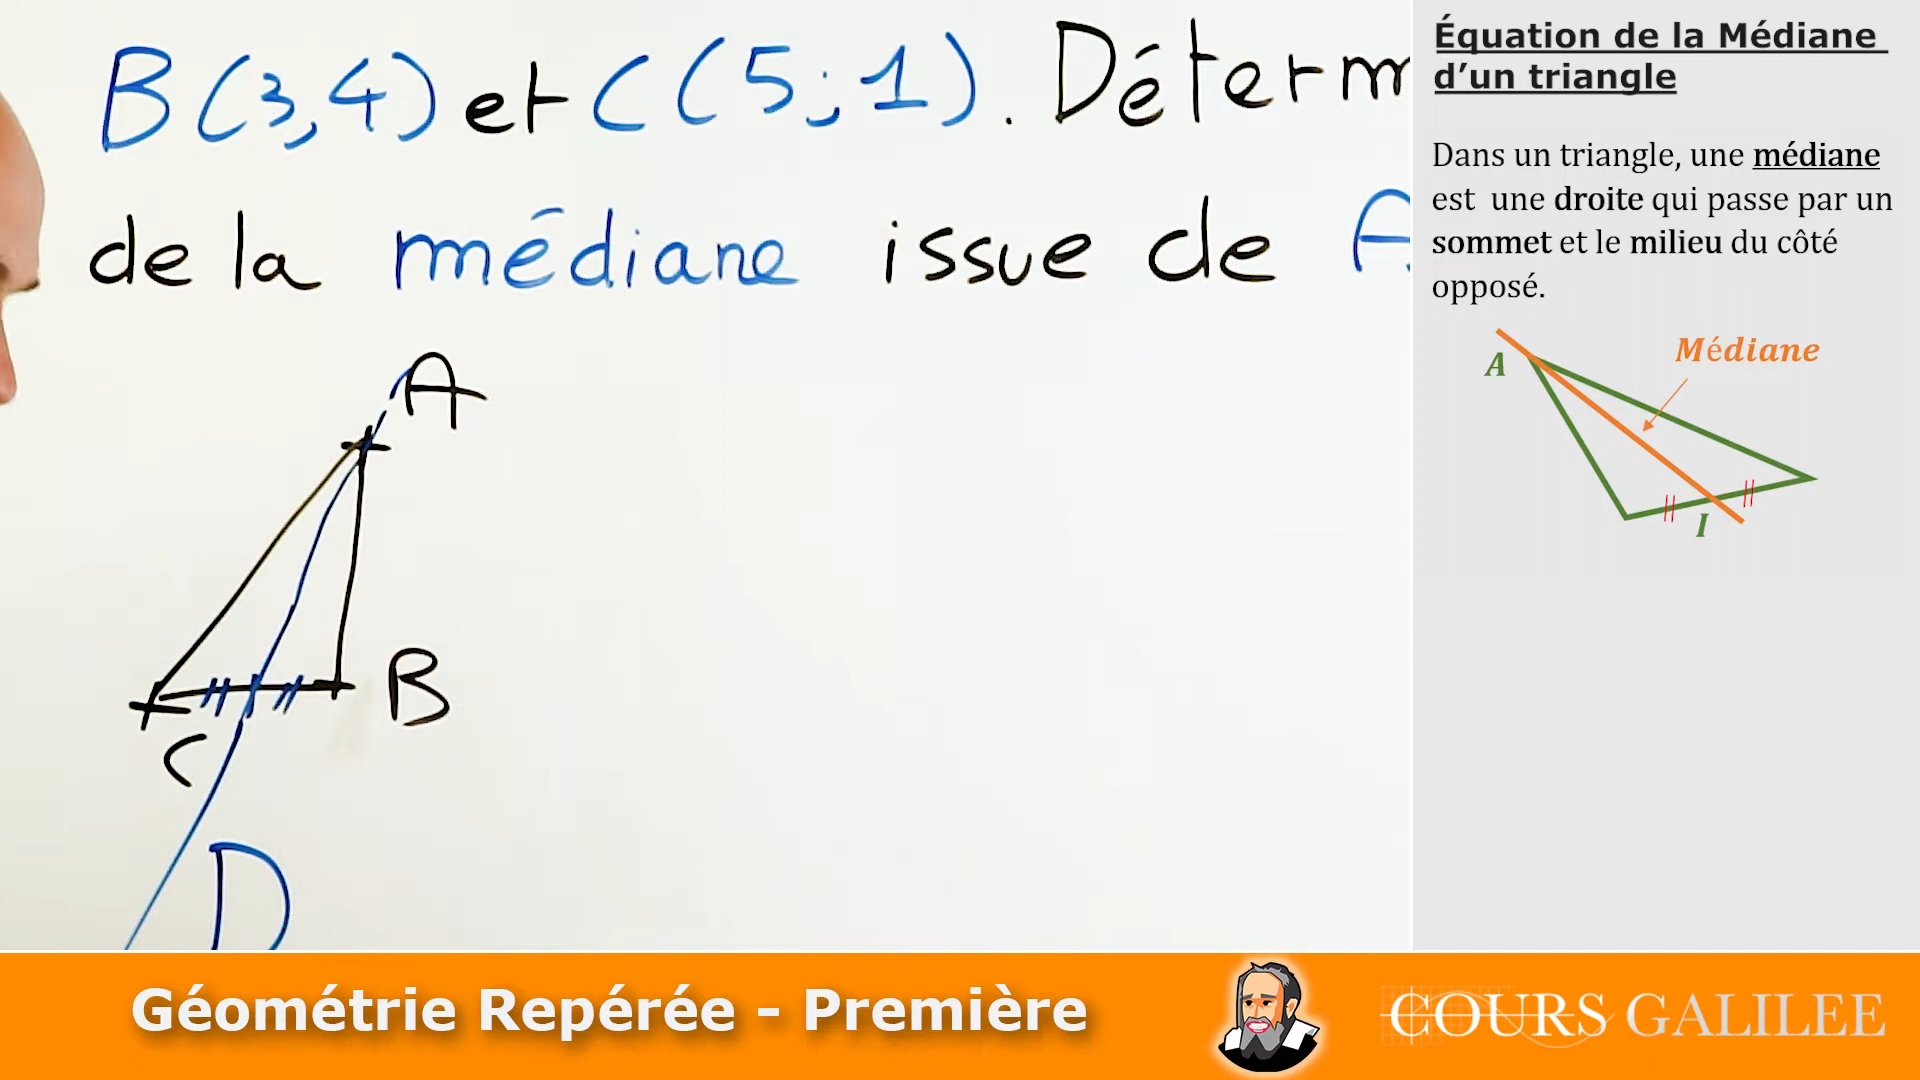 B(3,4) et C(5;1). Déterm
de la médiane issue de A
A
B
C
D
Équation de la Médiane
d’un triangle
Dans un triangle, une médiane
est une droite qui passe par un
sommet et le milieu du côté
opposé.
Médiane
A
I
Géométrie Repérée - Première
COURS GALILEE